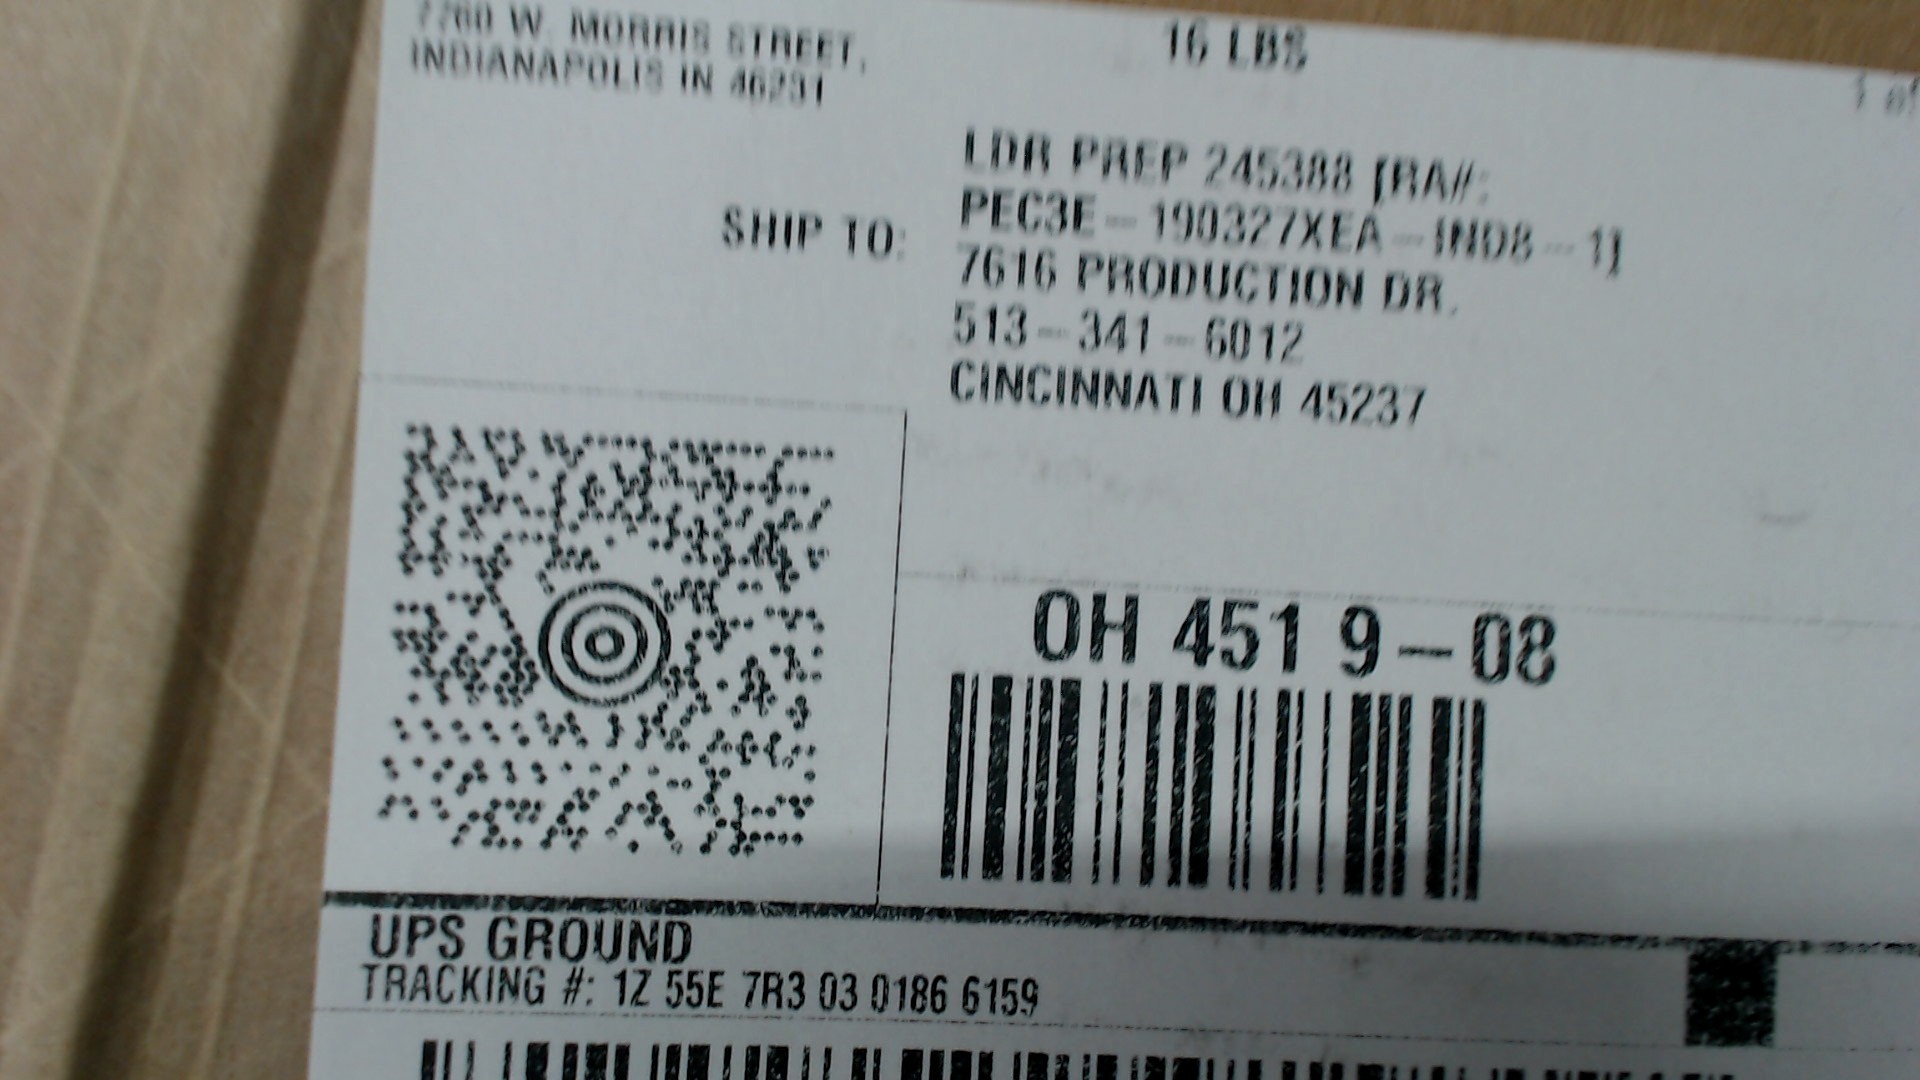 7760 W. MORRIS STREET,
INDIANAPOLIS IN 46231
16 LBS
1 of
SHIP TO:
LDR PREP 245388 [RA#:
PEC3E-190327XEA-IND8-1]
7616 PRODUCTION DR.
513-341-6012
CINCINNATI OH 45237
OH 451 9-08
UPS GROUND
TRACKING #: 1Z 55E 7R3 03 0186 6159